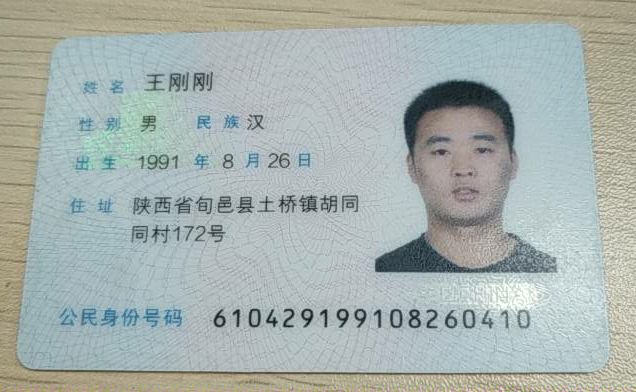 姓名 王刚刚
性别 男 民族 汉
出生 1991 年 8 月 26 日
住址 陕西省旬邑县土桥镇胡同
同村172号
公民身份号码 610429199108260410